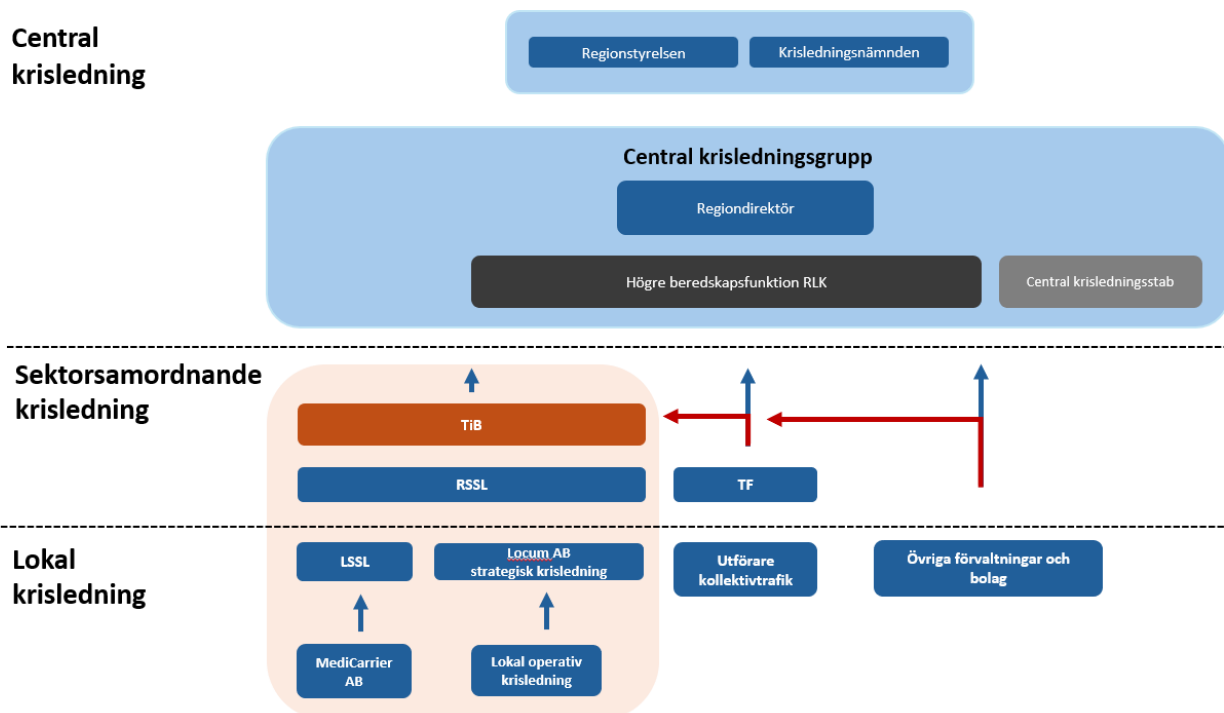 Central
krisledning
Regionstyrelsen
Krisledningsnämnden
Central krisledningsgrupp
Regiondirektör
Högre beredskapsfunktion RLK
Central krisledningsstab
Sektorsamordnande
krisledning
TiB
RSSL
TF
Lokal
krisledning
LSSL
Locum AB
strategisk krisledning
Utförare
kollektivtrafik
Övriga förvaltningar och
bolag
MediCarrier
AB
Lokal operativ
krisledning